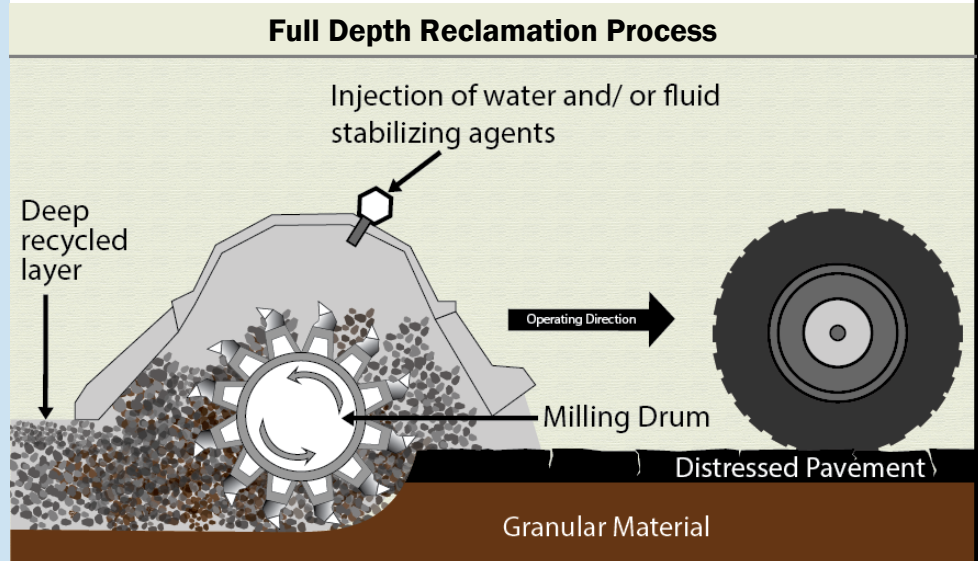 Full Depth Reclamation Process
Injection of water and/ or fluid
stabilizing agents
Deep
recycled
layer
Operating Direction
Milling Drum
Distressed Pavement
Granular Material